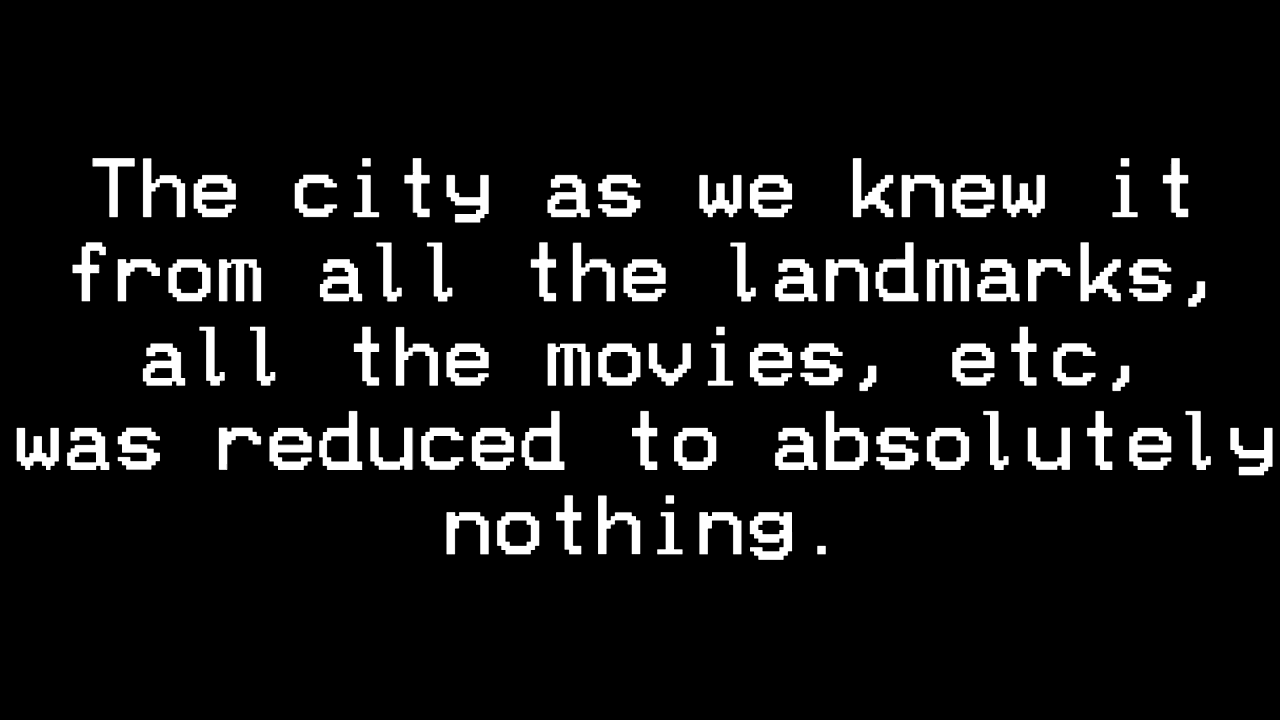 The city as we knew it
from all the landmarks,
all the movies, etc,
was reduced to absolutely
nothing.